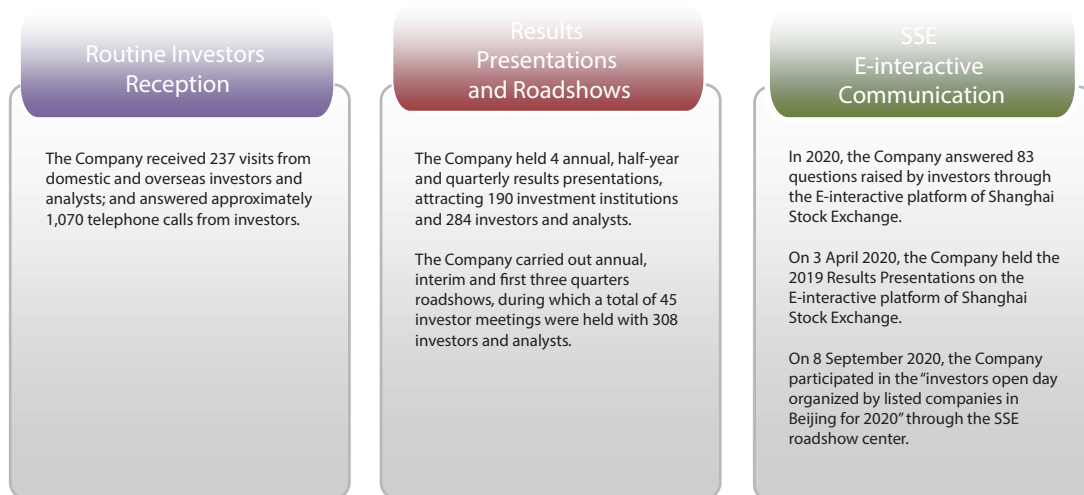 Routine Investors
Reception
The Company received 237 visits from
domestic and overseas investors and
analysts; and answered approximately
1,070 telephone calls from investors.
Results
Presentations
and Roadshows
The Company held 4 annual, half-year
and quarterly results presentations,
attracting 190 investment institutions
and 284 investors and analysts.
The Company carried out annual,
interim and first three quarters
roadshows, during which a total of 45
investor meetings were held with 308
investors and analysts.
SSE
E-interactive
Communication
In 2020, the Company answered 83
questions raised by investors through
the E-interactive platform of Shanghai
Stock Exchange.
On 3 April 2020, the Company held the
2019 Results Presentations on the
E-interactive platform of Shanghai
Stock Exchange.
On 8 September 2020, the Company
participated in the “investors open day
organized by listed companies in
Beijing for 2020” through the SSE
roadshow center.